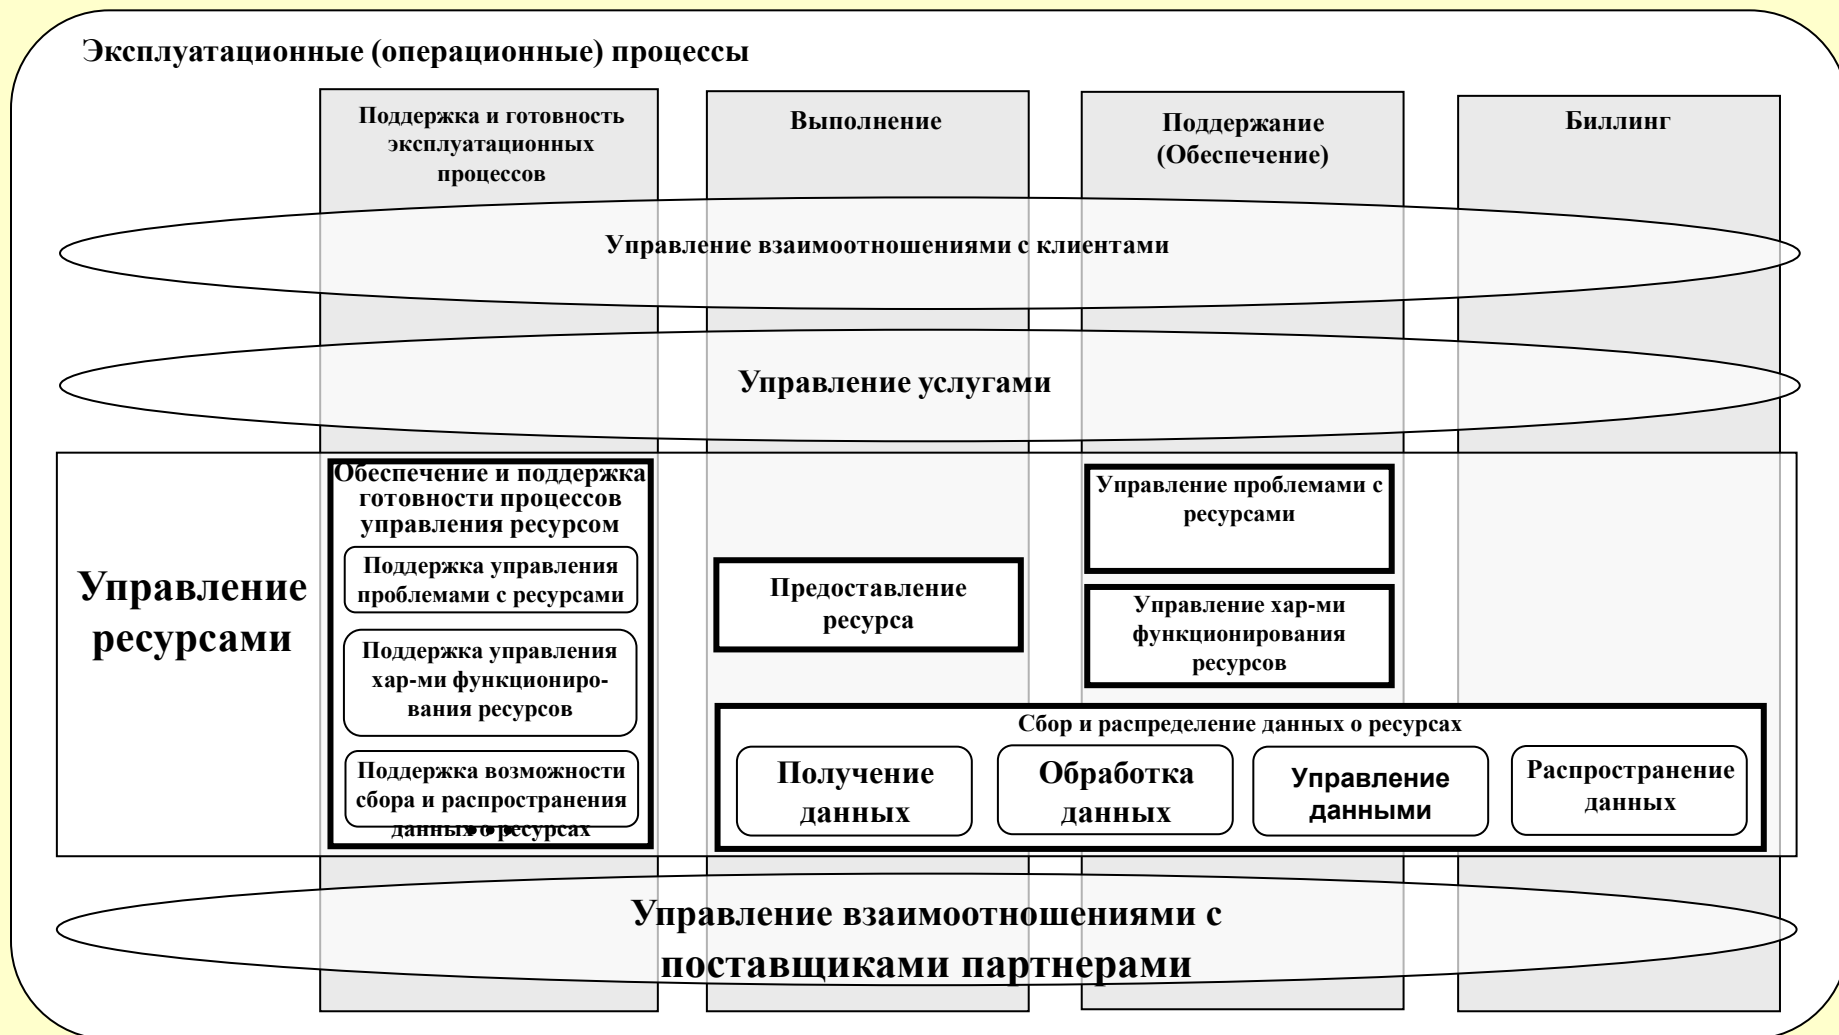 Эксплуатационные (операционные) процессы
Поддержка и готовность
эксплуатационных
процессов
Выполнение
Поддержание
(Обеспечение)
Биллинг
Управление взаимоотношениями с клиентами
Управление услугами
Управление
ресурсами
Обеспечение и поддержка
готовности процессов
управления ресурсом
Поддержка управления
проблемами с ресурсами
Поддержка управления
хар-ми функциониро-
вания ресурсов
Поддержка возможности
сбора и распространения
данных о ресурсах
...
Предоставление
ресурса
Управление проблемами с
ресурсами
Управление хар-ми
функционирования
ресурсов
Сбор и распределение данных о ресурсах
Получение
данных
Обработка
данных
Управление
данными
Распространение
данных
Управление взаимоотношениями с
поставщиками партнерами